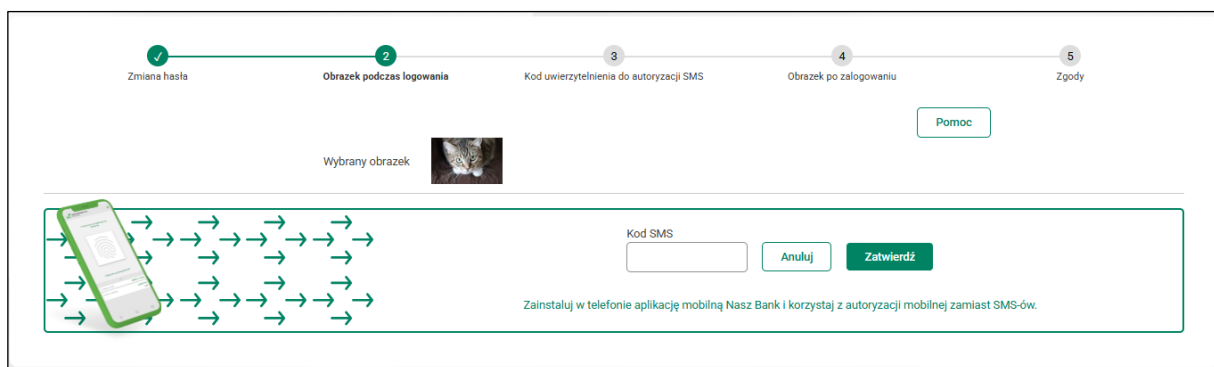 2
3
4
5
Zmiana hasła
Obrazek podczas logowania
Kod uwierzytelnienia do autoryzacji SMS
Obrazek po zalogowaniu
Zgody
Pomoc
Wybrany obrazek
Kod SMS
Anuluj
Zatwierdź
Zainstaluj w telefonie aplikację mobilną Nasz Bank i korzystaj z autoryzacji mobilnej zamiast SMS-ów.